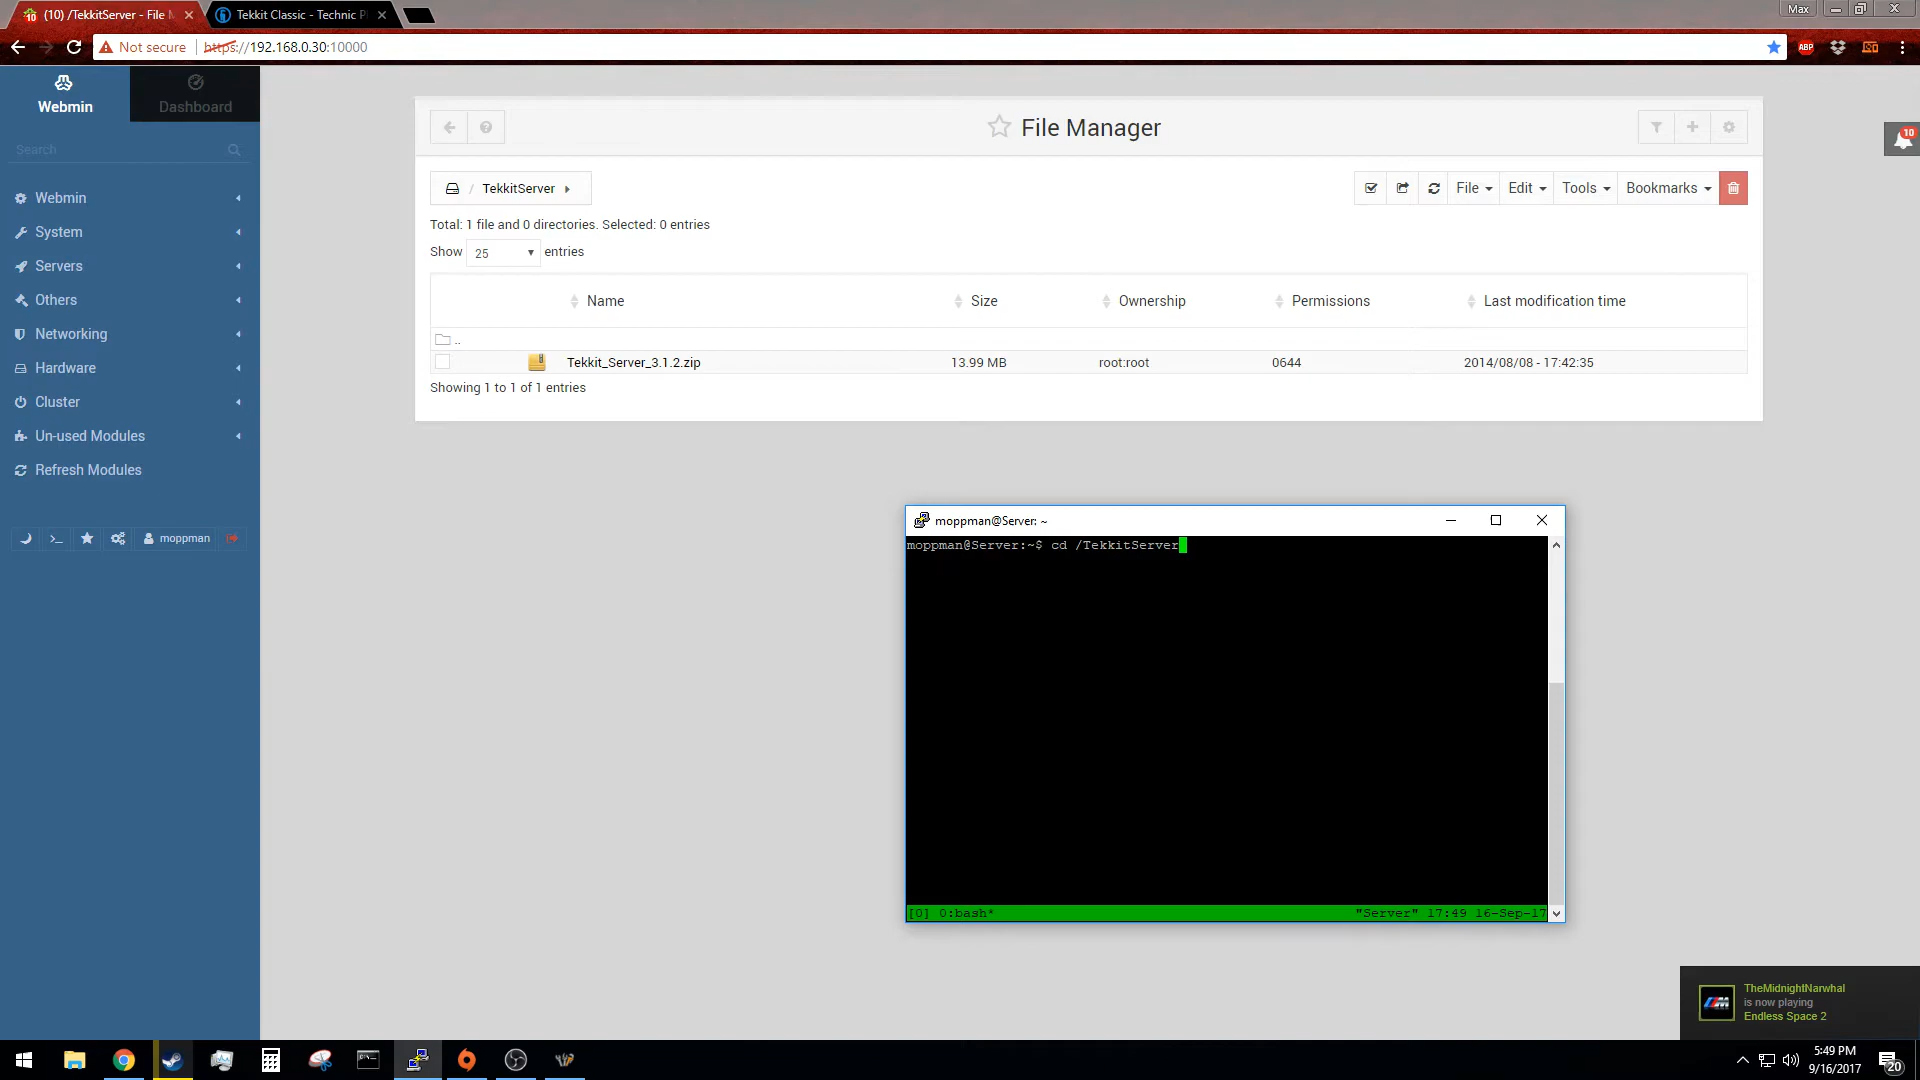 (10) /TekkitServer - File M
Tekkit Classic - Technic P
Max
Not secure
https://192.168.0.30:10000
ABP
Webmin
Dashboard
Search
Webmin
System
Servers
Others
Networking
Hardware
Cluster
Un-used Modules
Refresh Modules
moppman
File Manager
10
/ TekkitServer
File
Edit
Tools
Bookmarks
Total: 1 file and 0 directories. Selected: 0 entries
Show 25 entries
Name
Size
Ownership
Permissions
Last modification time
..
Tekkit_Server_3.1.2.zip
13.99 MB
root:root
0644
2014/08/08 - 17:42:35
Showing 1 to 1 of 1 entries
moppman@Server: ~
moppman@Server:~$ cd /TekkitServer
[0] 0:bash*
"Server" 17:49 16-Sep-17
TheMidnightNarwhal
is now playing
Endless Space 2
5:49 PM
9/16/2017
20